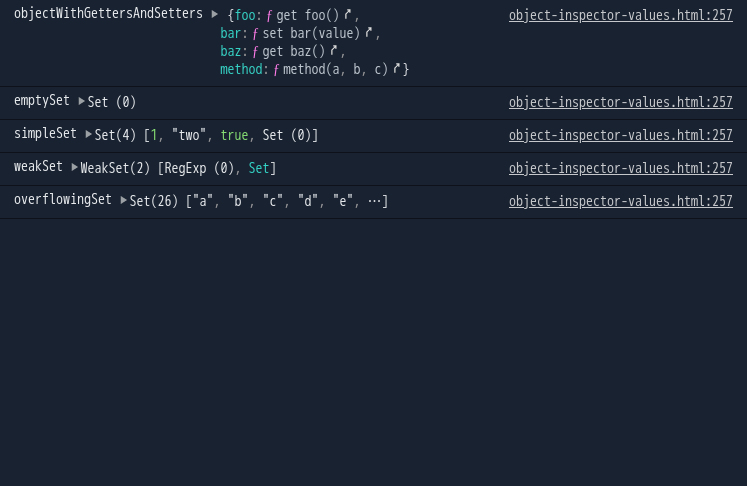 objectWithGettersAndSetters ▶ {foo: ƒ get foo() , object-inspector-values.html:257
bar: ƒ set bar(value) ,
baz: ƒ get baz() ,
method: ƒ method(a, b, c) }
emptySet ▶ Set (0) object-inspector-values.html:257
simpleSet ▶ Set(4) [1, "two", true, Set (0)] object-inspector-values.html:257
weakSet ▶ WeakSet(2) [RegExp (0), Set] object-inspector-values.html:257
overflowingSet ▶ Set(26) ["a", "b", "c", "d", "e", …] object-inspector-values.html:257